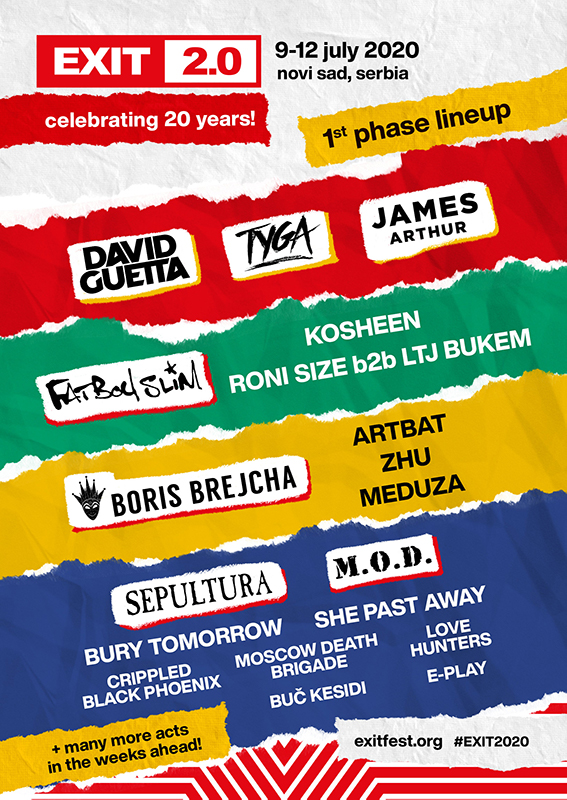 EXIT 2.0
9-12 july 2020
novi sad, serbia
celebrating 20 years!
1st phase lineup
DAVID
GUETTA
TYGA
JAMES
ARTHUR
FATBOY SLIM
KOSHEEN
RONI SIZE b2b LTJ BUKEM
BORIS BREJCHA
ARTBAT
ZHU
MEDUZA
SEPULTURA
M.O.D.
BURY TOMORROW
SHE PAST AWAY
CRIPPLED
BLACK PHOENIX
MOSCOW DEATH
BRIGADE
LOVE
HUNTERS
BUČ KESIDI
E-PLAY
+ many more acts
in the weeks ahead!
exitfest.org #EXIT2020